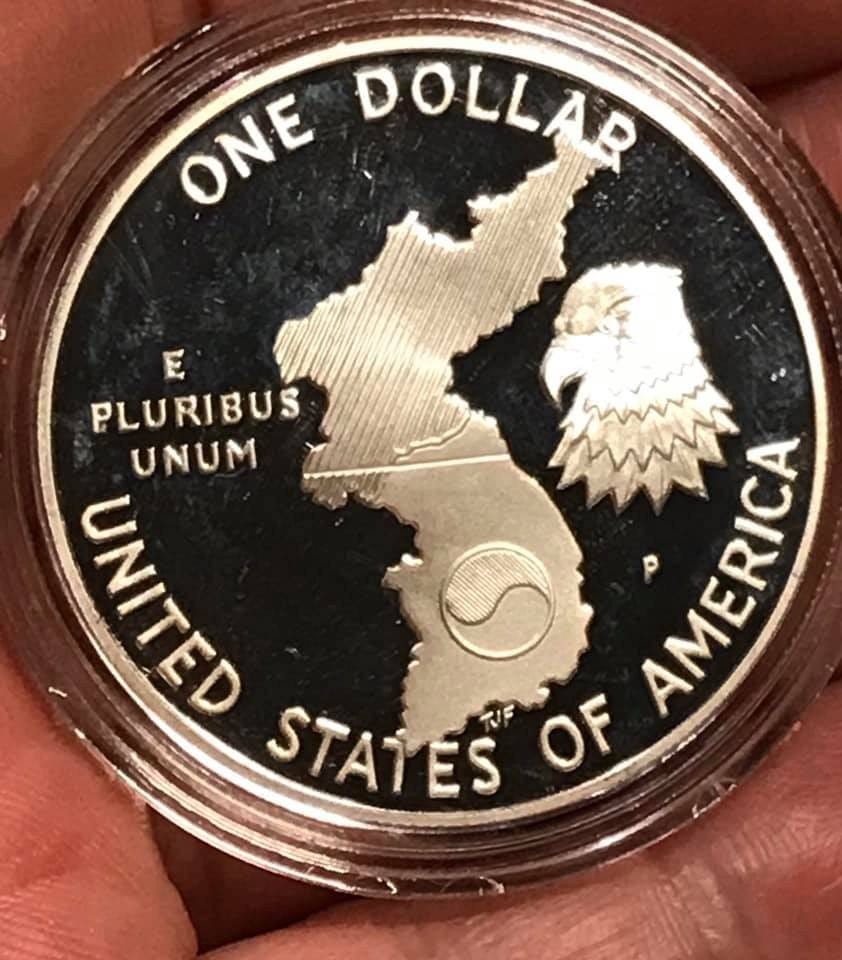 ONE DOLLAR
E
PLURIBUS
UNUM
P
TJF
UNITED STATES OF AMERICA